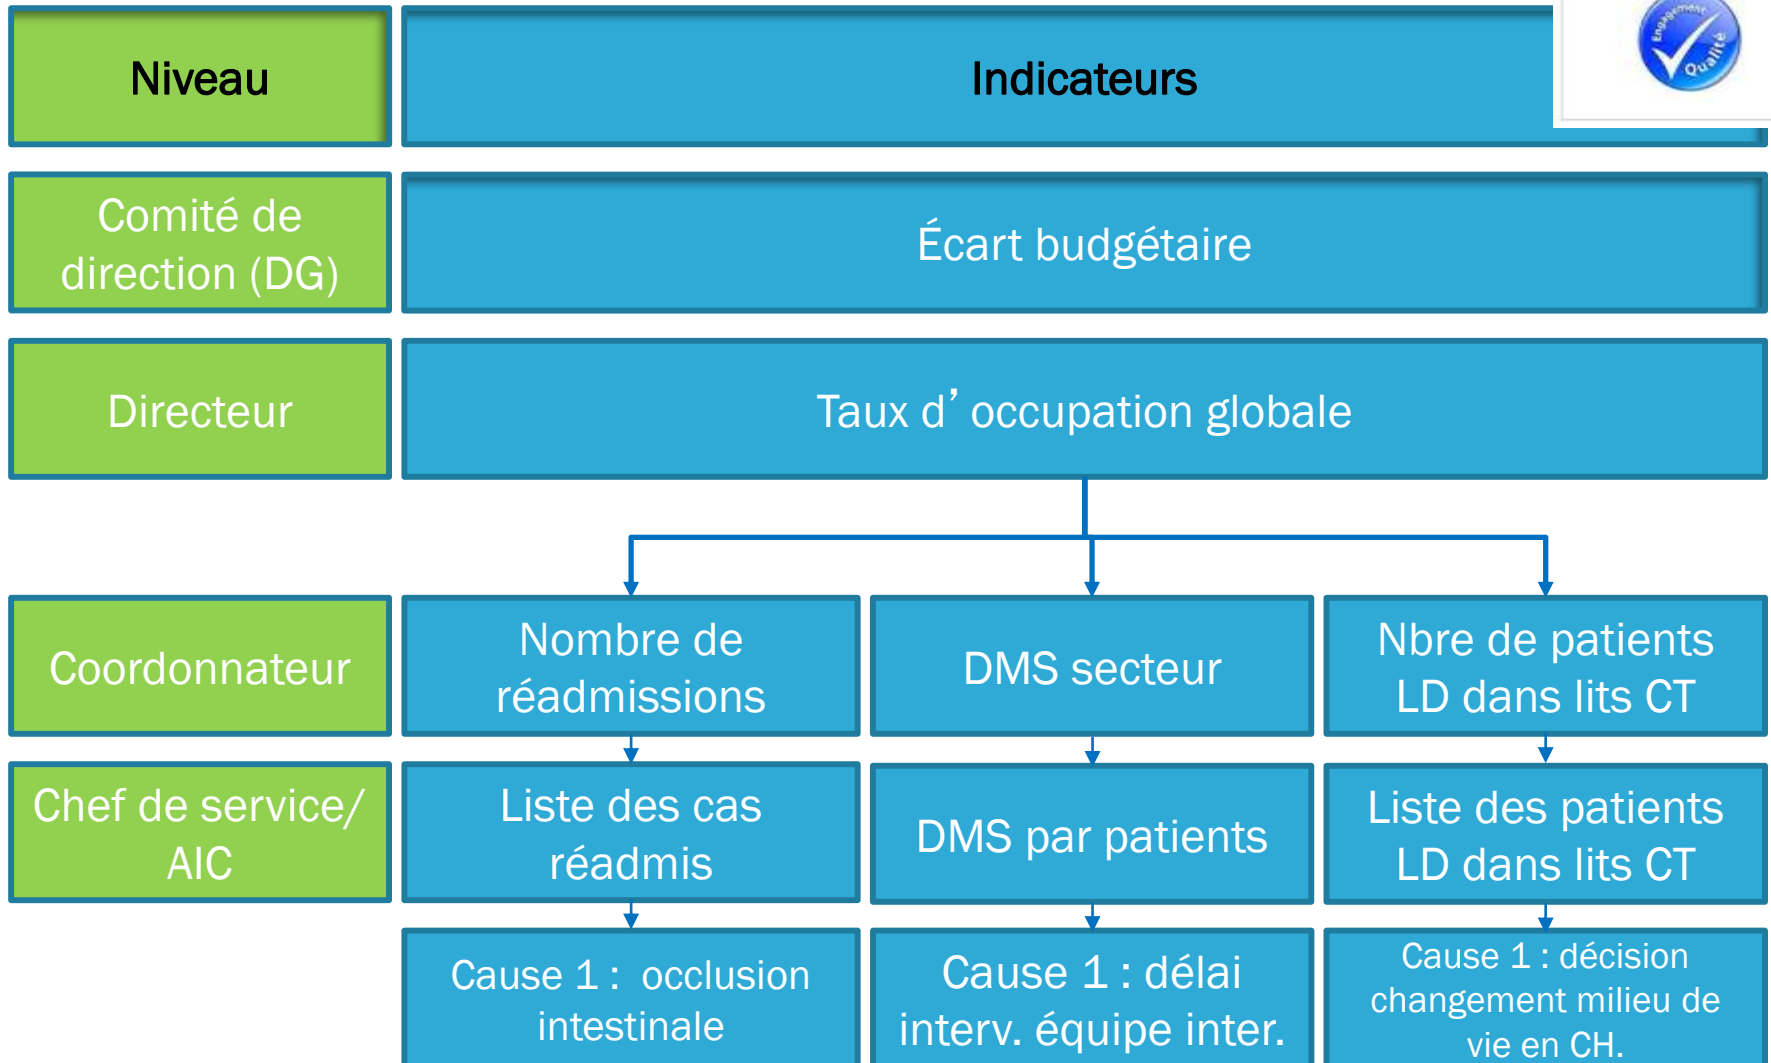 Niveau
Indicateurs
Engagement
Qualité
Comité de
direction (DG)
Écart budgétaire
Directeur
Taux d’ occupation globale
Coordonnateur
Nombre de
réadmissions
DMS secteur
Nbre de patients
LD dans lits CT
Chef de service/
AIC
Liste des cas
réadmis
DMS par patients
Liste des patients
LD dans lits CT
Cause 1 : occlusion
intestinale
Cause 1 : délai
interv. équipe inter.
Cause 1 : décision
changement milieu de
vie en CH.